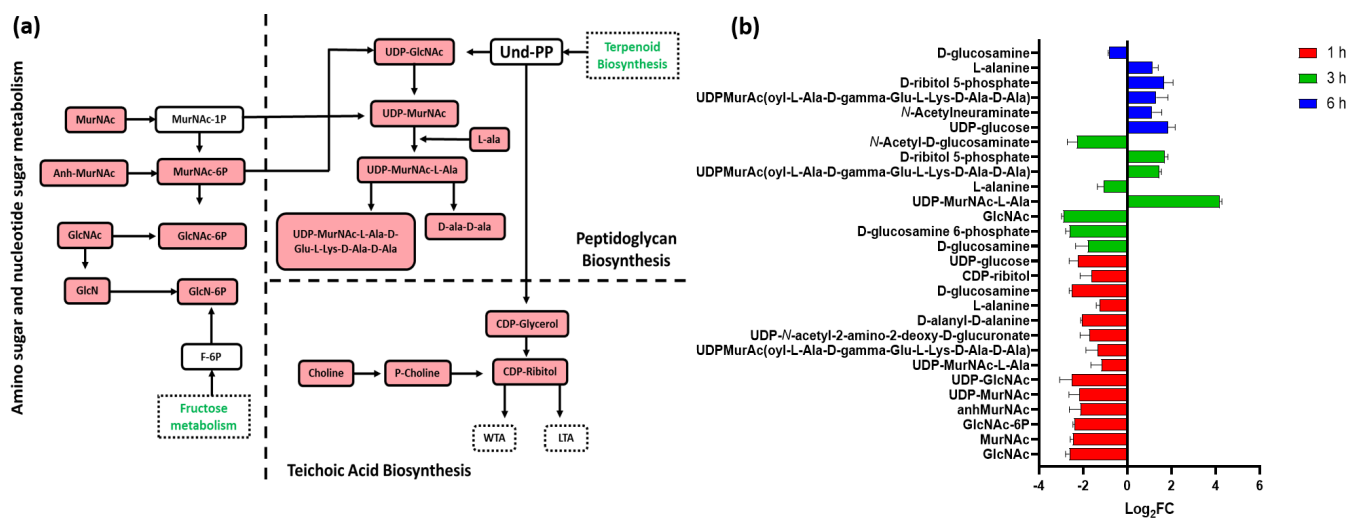 (a)
Amino sugar and nucleotide sugar metabolism
MurNAc
MurNAc-1P
Anh-MurNAc
MurNAc-6P
GlcNAc
GlcNAc-6P
GlcN
GlcN-6P
F-6P
Fructose
metabolism
UDP-GlcNAc
Und-PP
Terpenoid
Biosynthesis
UDP-MurNAc
L-ala
UDP-MurNAc-L-Ala
UDP-MurNAc-L-Ala-D-
Glu-L-Lys-D-Ala-D-Ala
D-ala-D-ala
Peptidoglycan
Biosynthesis
CDP-Glycerol
Choline
P-Choline
CDP-Ribitol
WTA
LTA
Teichoic Acid Biosynthesis
(b)
D-glucosamine
L-alanine
D-ribitol 5-phosphate
UDPMurAc(oyl-L-Ala-D-gamma-Glu-L-Lys-D-Ala-D-Ala)
N-Acetylneuraminate
UDP-glucose
N-Acetyl-D-glucosaminate
D-ribitol 5-phosphate
UDPMurAc(oyl-L-Ala-D-gamma-Glu-L-Lys-D-Ala-D-Ala)
L-alanine
UDP-MurNAc-L-Ala
GlcNAc
D-glucosamine 6-phosphate
D-glucosamine
UDP-glucose
CDP-ribitol
D-glucosamine
L-alanine
D-alanyl-D-alanine
UDP-N-acetyl-2-amino-2-deoxy-D-glucuronate
UDPMurAc(oyl-L-Ala-D-gamma-Glu-L-Lys-D-Ala-D-Ala)
UDP-MurNAc-L-Ala
UDP-GlcNAc
UDP-MurNAc
anhMurNAc
GlcNAc-6P
MurNAc
GlcNAc
-4 -2 0 2 4 6
Log2FC
1 h
3 h
6 h